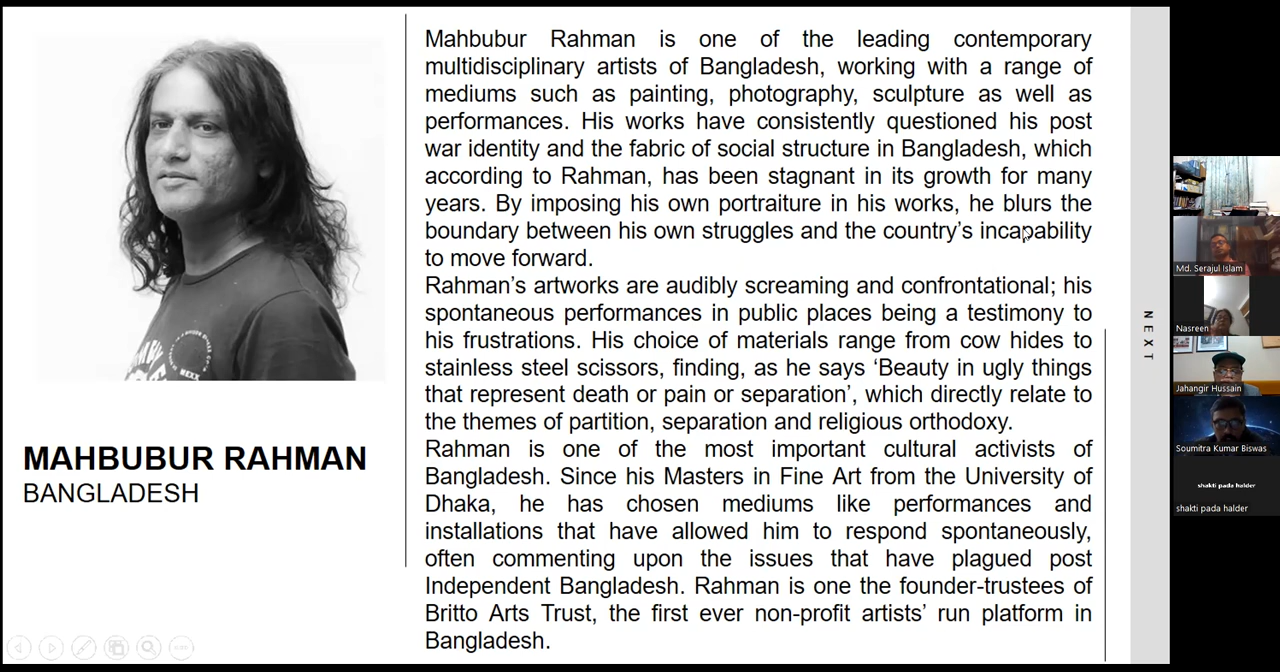 Mahbubur Rahman is one of the leading contemporary
multidisciplinary artists of Bangladesh, working with a range of
mediums such as painting, photography, sculpture as well as
performances. His works have consistently questioned his post
war identity and the fabric of social structure in Bangladesh, which
according to Rahman, has been stagnant in its growth for many
years. By imposing his own portraiture in his works, he blurs the
boundary between his own struggles and the country’s incapability
to move forward.
Rahman’s artworks are audibly screaming and confrontational; his
spontaneous performances in public places being a testimony to
his frustrations. His choice of materials range from cow hides to
stainless steel scissors, finding, as he says ‘Beauty in ugly things
that represent death or pain or separation’, which directly relate to
the themes of partition, separation and religious orthodoxy.
Rahman is one of the most important cultural activists of
Bangladesh. Since his Masters in Fine Art from the University of
Dhaka, he has chosen mediums like performances and
installations that have allowed him to respond spontaneously,
often commenting upon the issues that have plagued post
Independent Bangladesh. Rahman is one the founder-trustees of
Britto Arts Trust, the first ever non-profit artists’ run platform in
Bangladesh.
MAHBUBUR RAHMAN
BANGLADESH
NEXT
Md. Serajul Islam
Nasreen
Jahangir Hussain
Soumitra Kumar Biswas
shakti pada halder
shakti pada halder